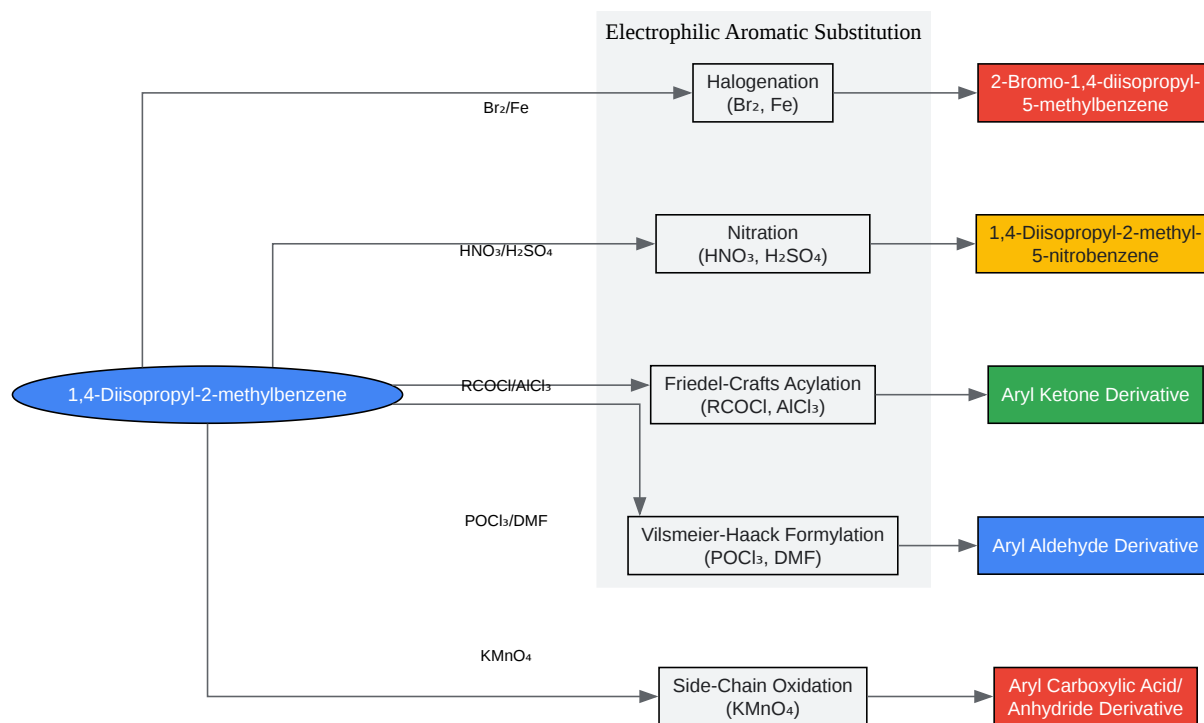 Electrophilic Aromatic Substitution
Br₂/Fe
Halogenation
(Br₂, Fe)
2-Bromo-1,4-diisopropyl-
5-methylbenzene
HNO₃/H₂SO₄
Nitration
(HNO₃, H₂SO₄)
1,4-Diisopropyl-2-methyl-
5-nitrobenzene
1,4-Diisopropyl-2-methylbenzene
RCOCl/AlCl₃
Friedel-Crafts Acylation
(RCOCl, AlCl₃)
Aryl Ketone Derivative
POCl₃/DMF
Vilsmeier-Haack Formylation
(POCl₃, DMF)
Aryl Aldehyde Derivative
KMnO₄
Side-Chain Oxidation
(KMnO₄)
Aryl Carboxylic Acid/
Anhydride Derivative